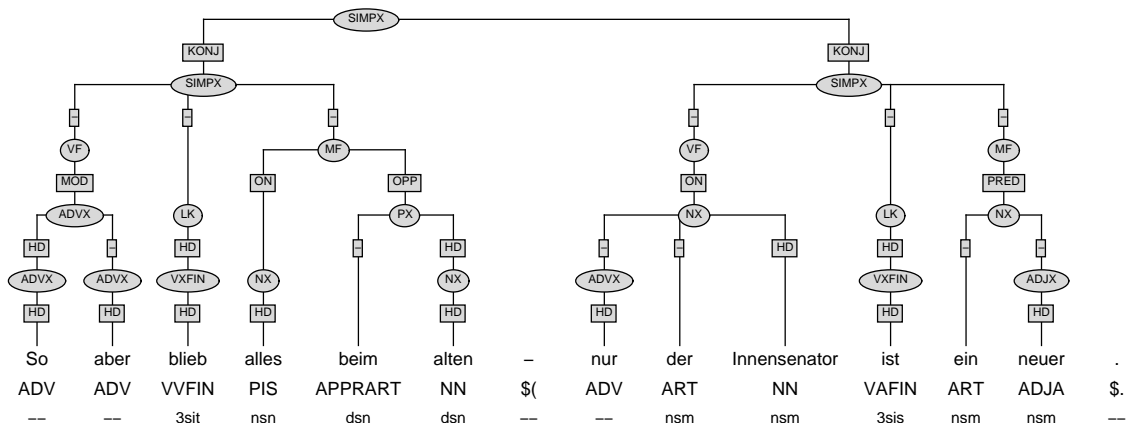 SIMPX
KONJ KONJ
SIMPX SIMPX
– – – – – –
VF MF VF MF
MOD ON OPP ON PRED
ADVX LK PX NX LK NX
HD – HD – HD – – HD HD – –
ADVX ADVX VXFIN NX NX ADVX VXFIN ADJX
HD HD HD HD HD HD HD HD
So aber blieb alles beim alten – nur der Innensenator ist ein neuer .
ADV ADV VVFIN PIS APPRART NN $( ADV ART NN VAFIN ART ADJA $.
–– –– 3sit nsn dsn dsn –– –– nsm nsm 3sis nsm nsm ––